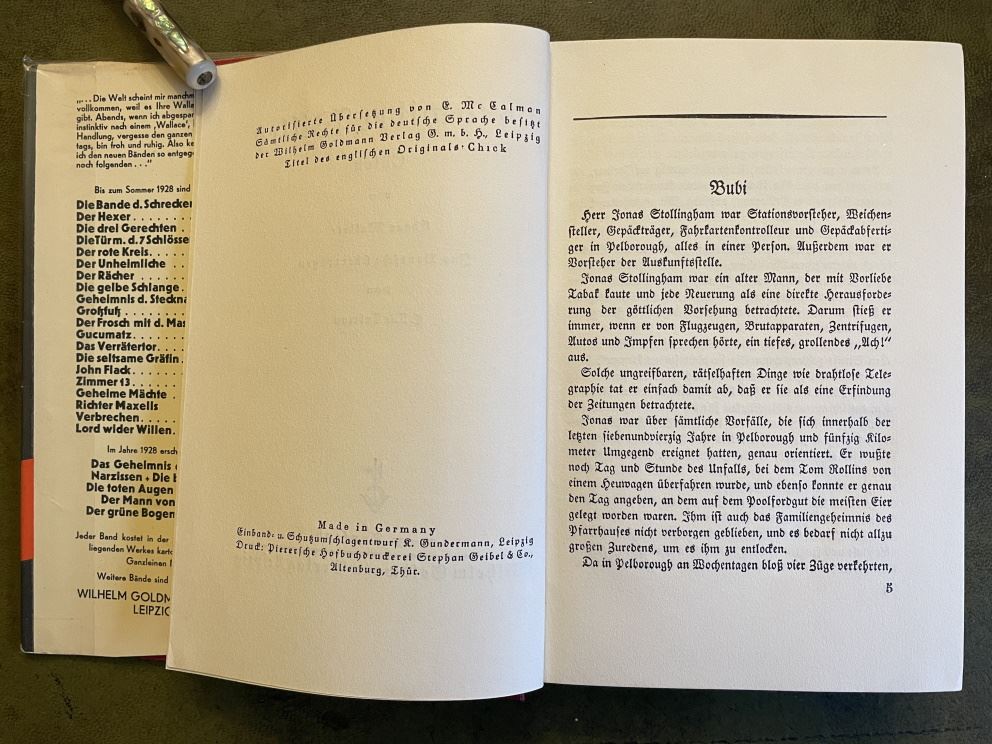 „... Die Welt scheint mir manchm
vollkommen, weil es Ihre Walla
gibt. Abends, wenn ich abgespan
instinktiv nach einem „Wallace‟,
Handlung, vergesse den ganzen
tags, bin froh und ruhig. Also ke
ich den neuen Bänden so entgeg
noch folgenden . . .“
Bis zum Sommer 1928 sind
Die Bande d. Schrecken
Der Hexer . . . . . .
Die drei Gerechten . . . .
Die Türm. d. 7 Schlösse
Der rote Kreis. . . . . .
Der Unheimliche . .
Der Rächer . . . . . . .
Die gelbe Schlange .
Geheimnis d. Steckna
Großfuß . . . . . . . .
Der Frosch mit d. Mas
Gucumatz . . . . . . .
Das Verrätertor. . . .
Die seltsame Gräfin .
John Flack. . . . . . .
Zimmer 13. . . . . . .
Geheime Mächte . .
Richter Maxells
Verbrechen. . . . .
Lord wider Willen.
Im Jahre 1928 ersch
Das Geheimnis
Narzissen + Die
Die toten Augen
Der Mann von
Der grüne Bogen
Jeder Band kostet in der
liegenden Werkes karto
Ganzleinen
Weitere Bände sind
WILHELM GOLDM
LEIPZIG
Autorisierte Übersetzung von E. McCalman
Sämtliche Rechte für die deutsche Sprache besitzt
der Wilhelm Goldmann Verlag G. m. b. H., Leipzig
Titel des englischen Originals · Chick
Made in Germany
Einband- u. Schutzumschlagentwurf K. Gundermann, Leipzig
Druck: Pierersche Hofbuchdruckerei Stephan Geibel & Co.,
Altenburg, Thür.
Bubi
Herr Jonas Stollingham war Stationsvorsteher, Weichen-
steller, Gepäckträger, Fahrkartenkontrolleur und Gepäckabferti-
ger in Pelborough, alles in einer Person. Außerdem war er
Vorsteher der Auskunftsstelle.
Jonas Stollingham war ein alter Mann, der mit Vorliebe
Tabak kaute und jede Neuerung als eine direkte Herausforde-
rung der göttlichen Vorsehung betrachtete. Darum stieß er
immer, wenn er von Flugzeugen, Brutapparaten, Zentrifugen,
Autos und Impfen sprechen hörte, ein tiefes, grollendes „Ach!“
aus.
Solche ungreifbaren, rätselhaften Dinge wie drahtlose Tele-
graphie tat er einfach damit ab, daß er sie als eine Erfindung
der Zeitungen betrachtete.
Jonas war über sämtliche Vorfälle, die sich innerhalb der
letzten siebenundvierzig Jahre in Pelborough und fünfzig Kilo-
meter Umgegend ereignet hatten, genau orientiert. Er wußte
noch Tag und Stunde des Unfalls, bei dem Tom Rollins von
einem Heuwagen überfahren wurde, und ebenso konnte er genau
den Tag angeben, an dem auf dem Poolfordgut die meisten Eier
gelegt worden waren. Ihm ist auch das Familiengeheimnis des
Pfarrhauses nicht verborgen geblieben, und es bedarf nicht allzu
großen Zuredens, um es ihm zu entlocken.
Da in Pelborough an Wochentagen bloß vier Züge verkehrten,
5